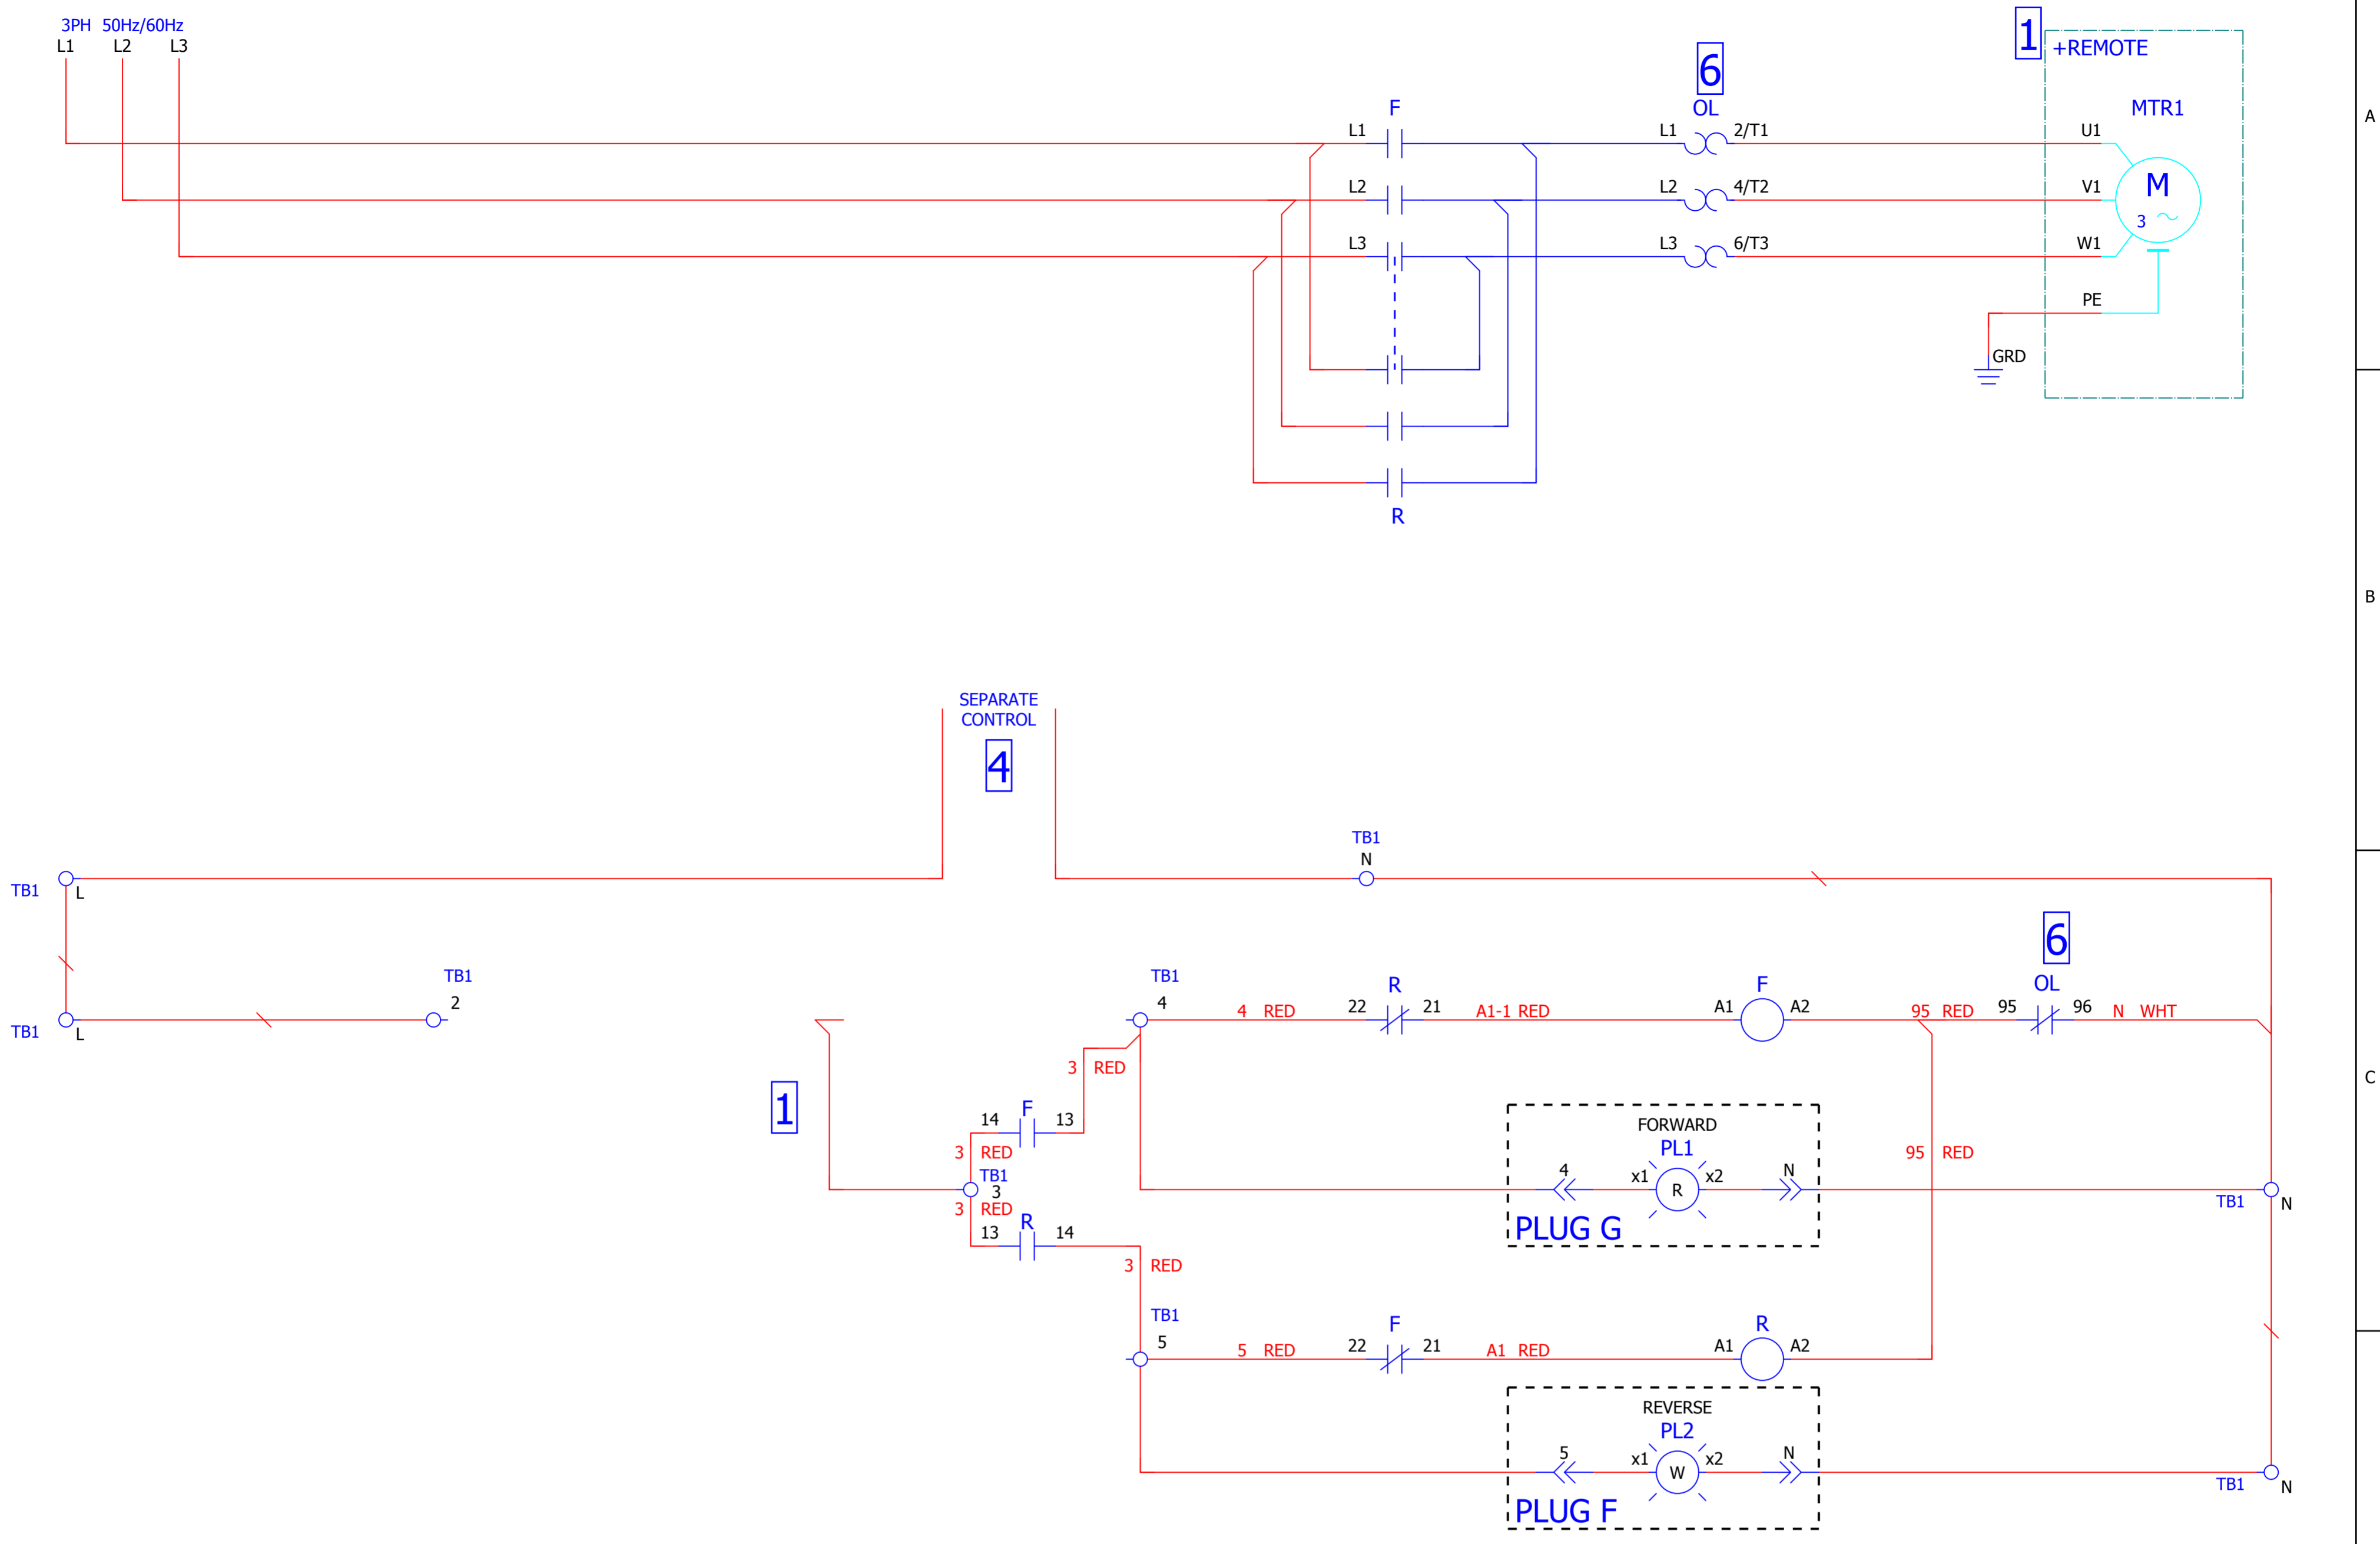 3PH 50Hz/60Hz
L1 L2 L3
1
+REMOTE
6
F OL MTR1
A
L1 L1 2/T1 U1
L2 L2 4/T2 V1
M
3
L3 L3 6/T3 W1
PE
GRD
R
B
SEPARATE
CONTROL
4
TB1
N
TB1 L
6
TB1 TB1 R F OL
2 4 4 RED 22 21 A1-1 RED A1 A2 95 RED 95 96 N WHT
TB1 L
3 RED
C
1
F
14 13
FORWARD
PL1
3 RED 95 RED
TB1
3
4 x1 R x2 N
TB1 N
3 RED
PLUG G
R
13 14
3 RED
TB1 F R
5 5 RED 22 21 A1 RED A1 A2
REVERSE
PL2
5 x1 W x2 N
TB1 N
PLUG F